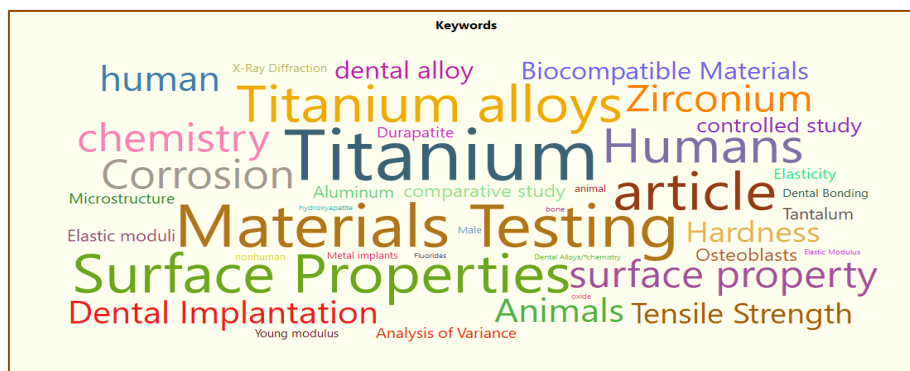 Keywords
human
X-Ray Diffraction
dental alloy
Biocompatible Materials
Titanium alloys
Zirconium
chemistry
Durapatite
controlled study
Titanium
Humans
Corrosion
Elasticity
Microstructure
Aluminum
comparative study
animal
article
Dental Bonding
hydroxyapatite
bone
Tantalum
Elastic moduli
Materials Testing
Male
Hardness
nonhuman
Metal implants
Fluorides
Dental Alloys/*chemistry
Osteoblasts
Elastic Modulus
Surface Properties
surface property
oxide
Dental Implantation
Animals
Tensile Strength
Young modulus
Analysis of Variance